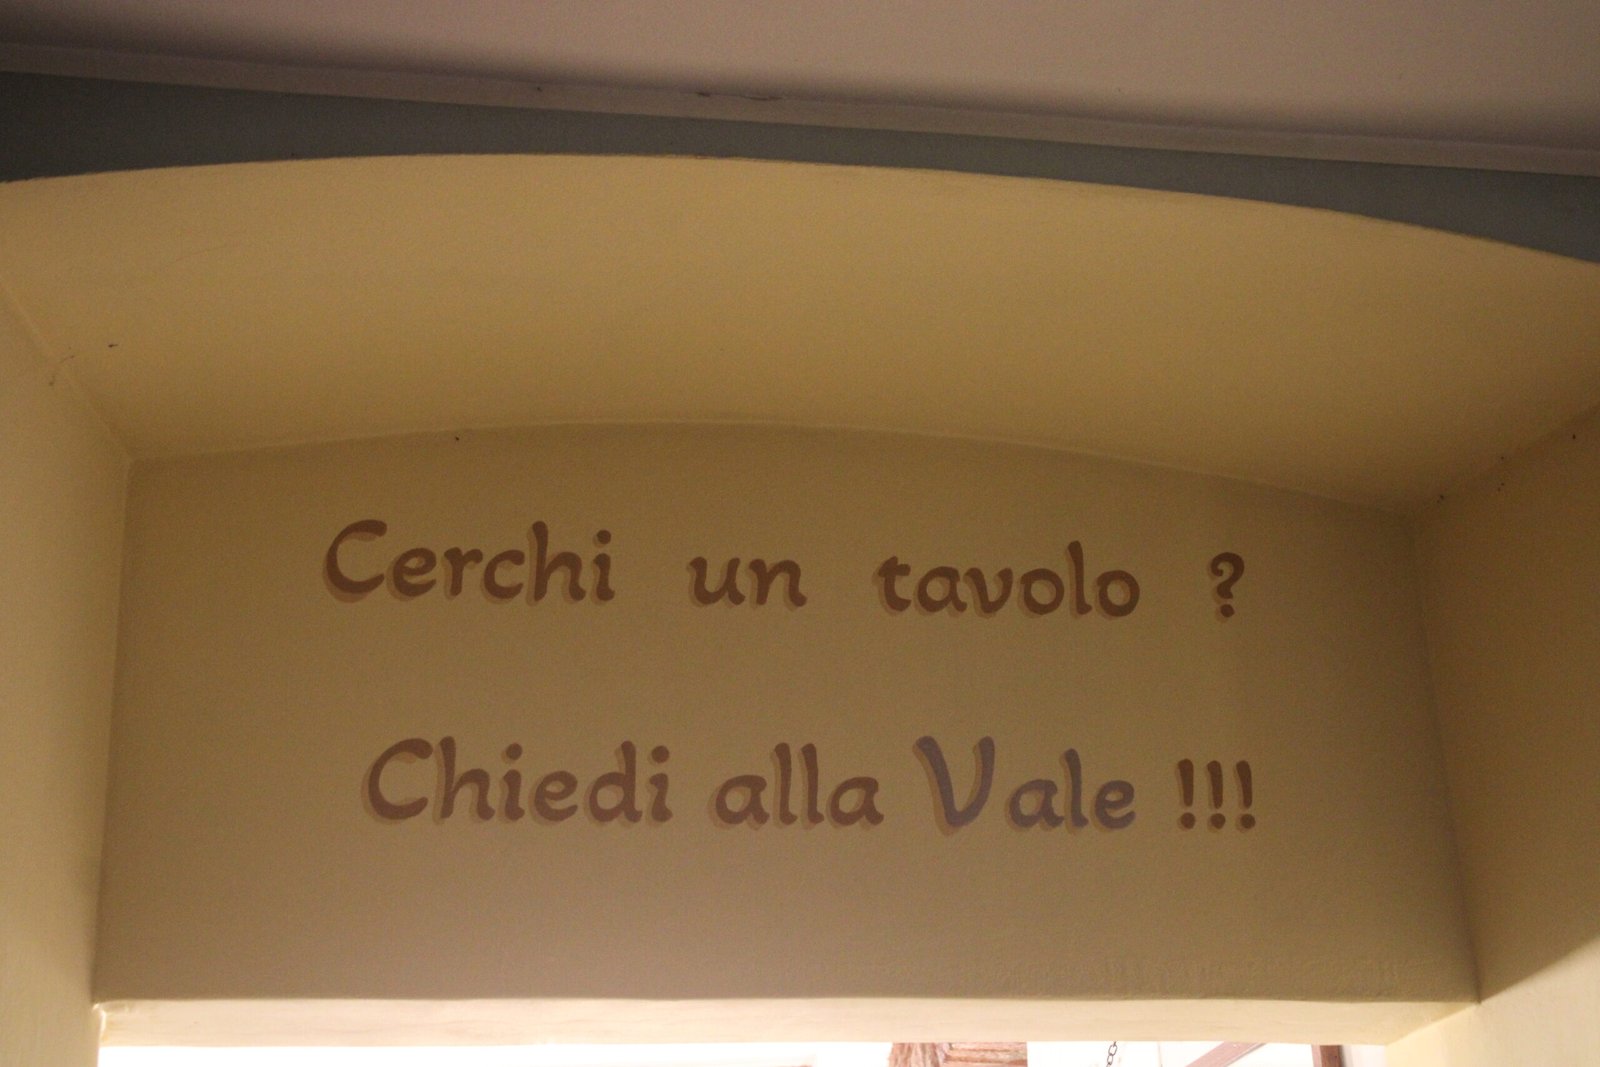 Cerchi un tavolo ?
Chiedi alla Vale !!!